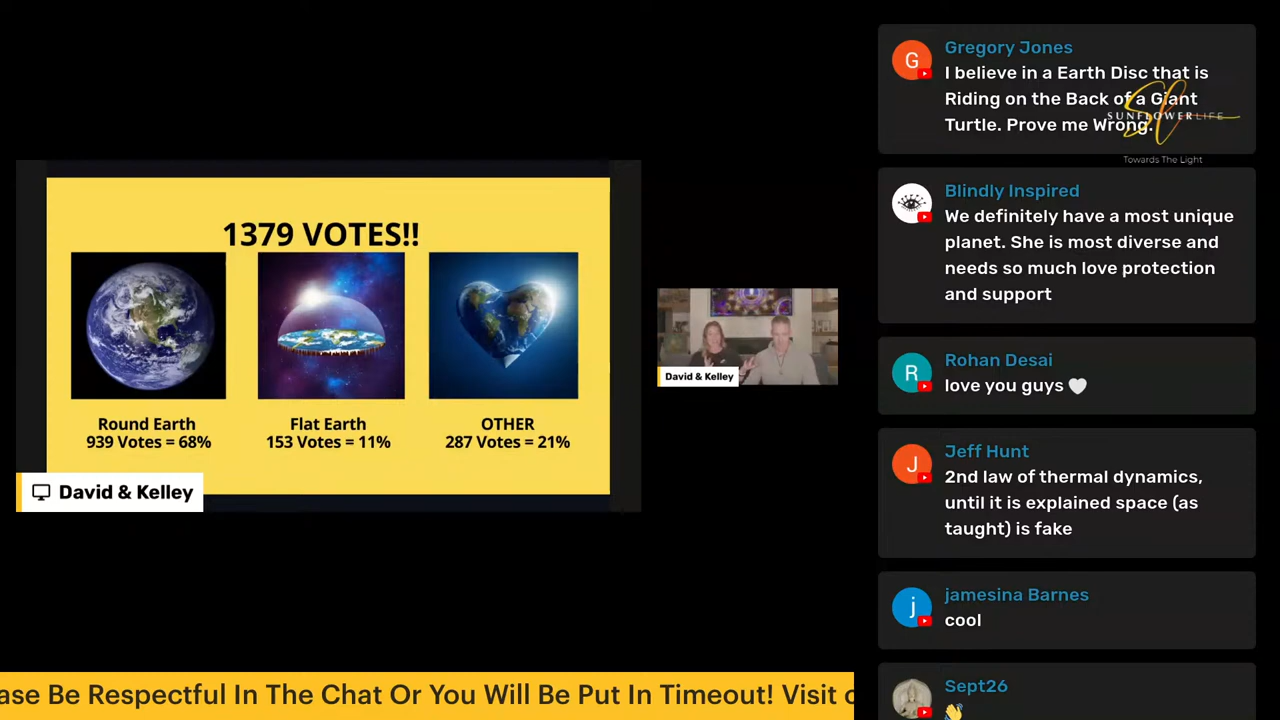 1379 VOTES!!
Round Earth
939 Votes = 68%
Flat Earth
153 Votes = 11%
OTHER
287 Votes = 21%
David & Kelley
David & Kelley
Gregory Jones
I believe in a Earth Disc that is
Riding on the Back of a Giant
Turtle. Prove me Wrong.
SUNFLOWERLIFE
Towards The Light
Blindly Inspired
We definitely have a most unique
planet. She is most diverse and
needs so much love protection
and support
Rohan Desai
love you guys 🤍
Jeff Hunt
2nd law of thermal dynamics,
until it is explained space (as
taught) is fake
jamesina Barnes
cool
Sept26
👋
ase Be Respectful In The Chat Or You Will Be Put In Timeout! Visit